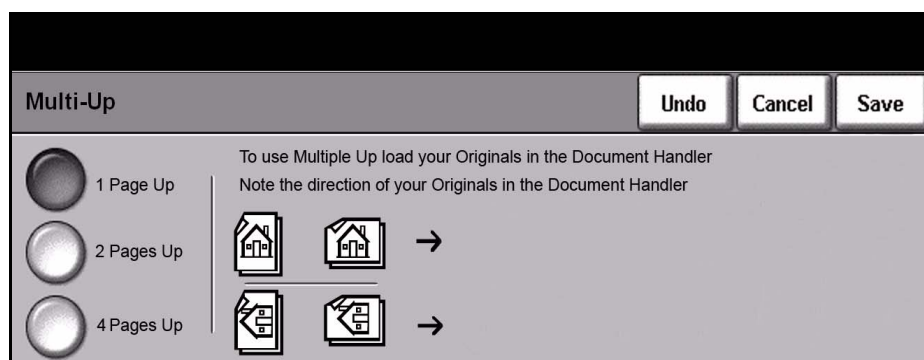 Multi-Up
Undo
Cancel
Save
To use Multiple Up load your Originals in the Document Handler
Note the direction of your Originals in the Document Handler
1 Page Up
2 Pages Up
4 Pages Up